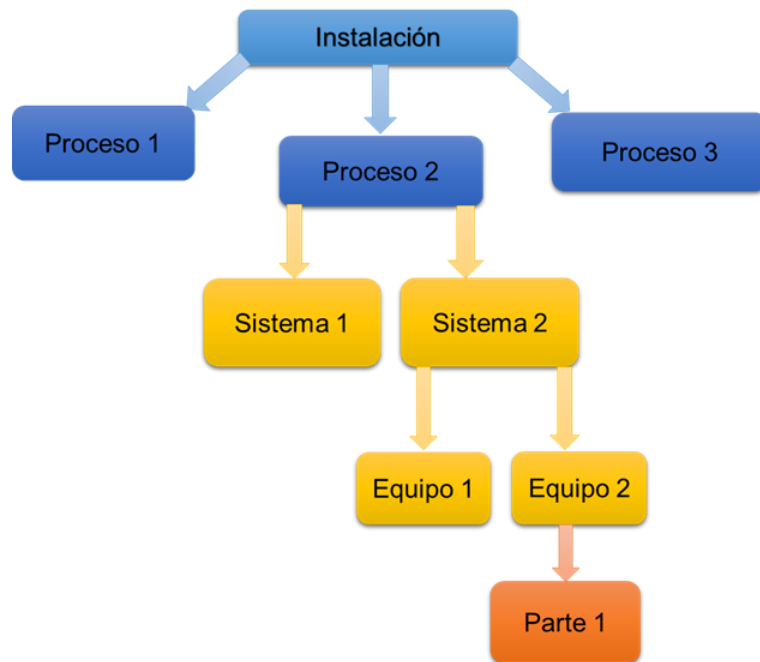 Instalación
Proceso 1
Proceso 2
Proceso 3
Sistema 1
Sistema 2
Equipo 1
Equipo 2
Parte 1